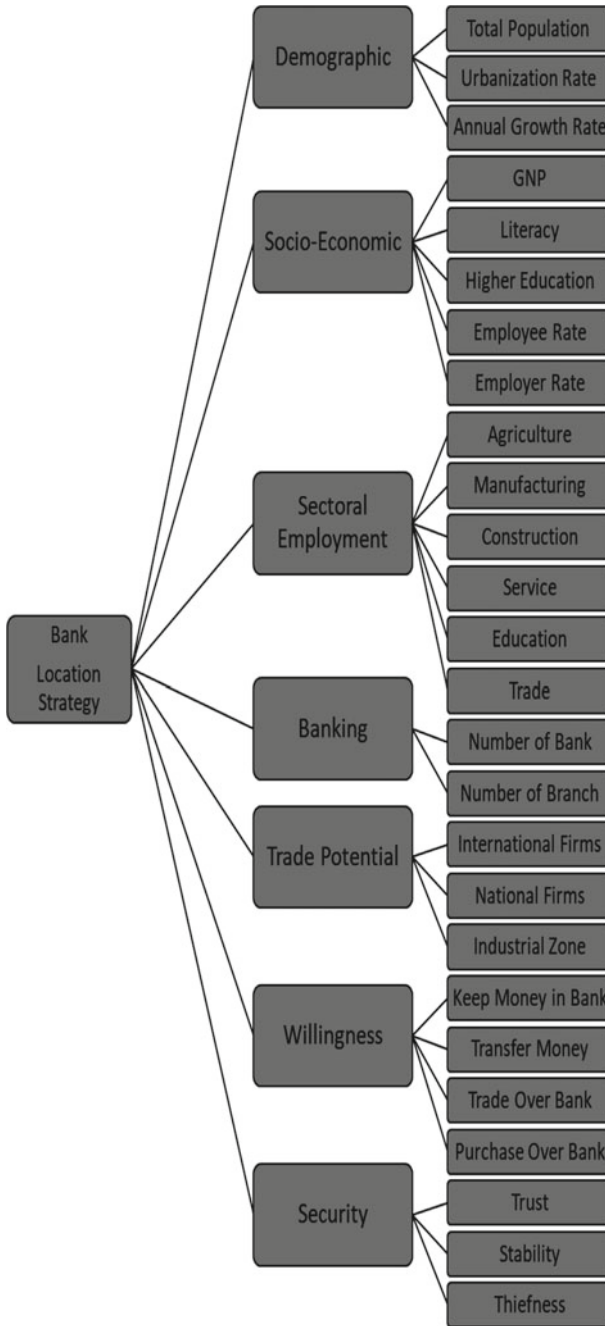 Bank
Location
Strategy
Demographic
Total Population
Urbanization Rate
Annual Growth Rate
Socio-Economic
GNP
Literacy
Higher Education
Employee Rate
Employer Rate
Sectoral
Employment
Agriculture
Manufacturing
Construction
Service
Education
Trade
Banking
Number of Bank
Number of Branch
Trade Potential
International Firms
National Firms
Industrial Zone
Willingness
Keep Money in Bank
Transfer Money
Trade Over Bank
Purchase Over Bank
Security
Trust
Stability
Thiefness